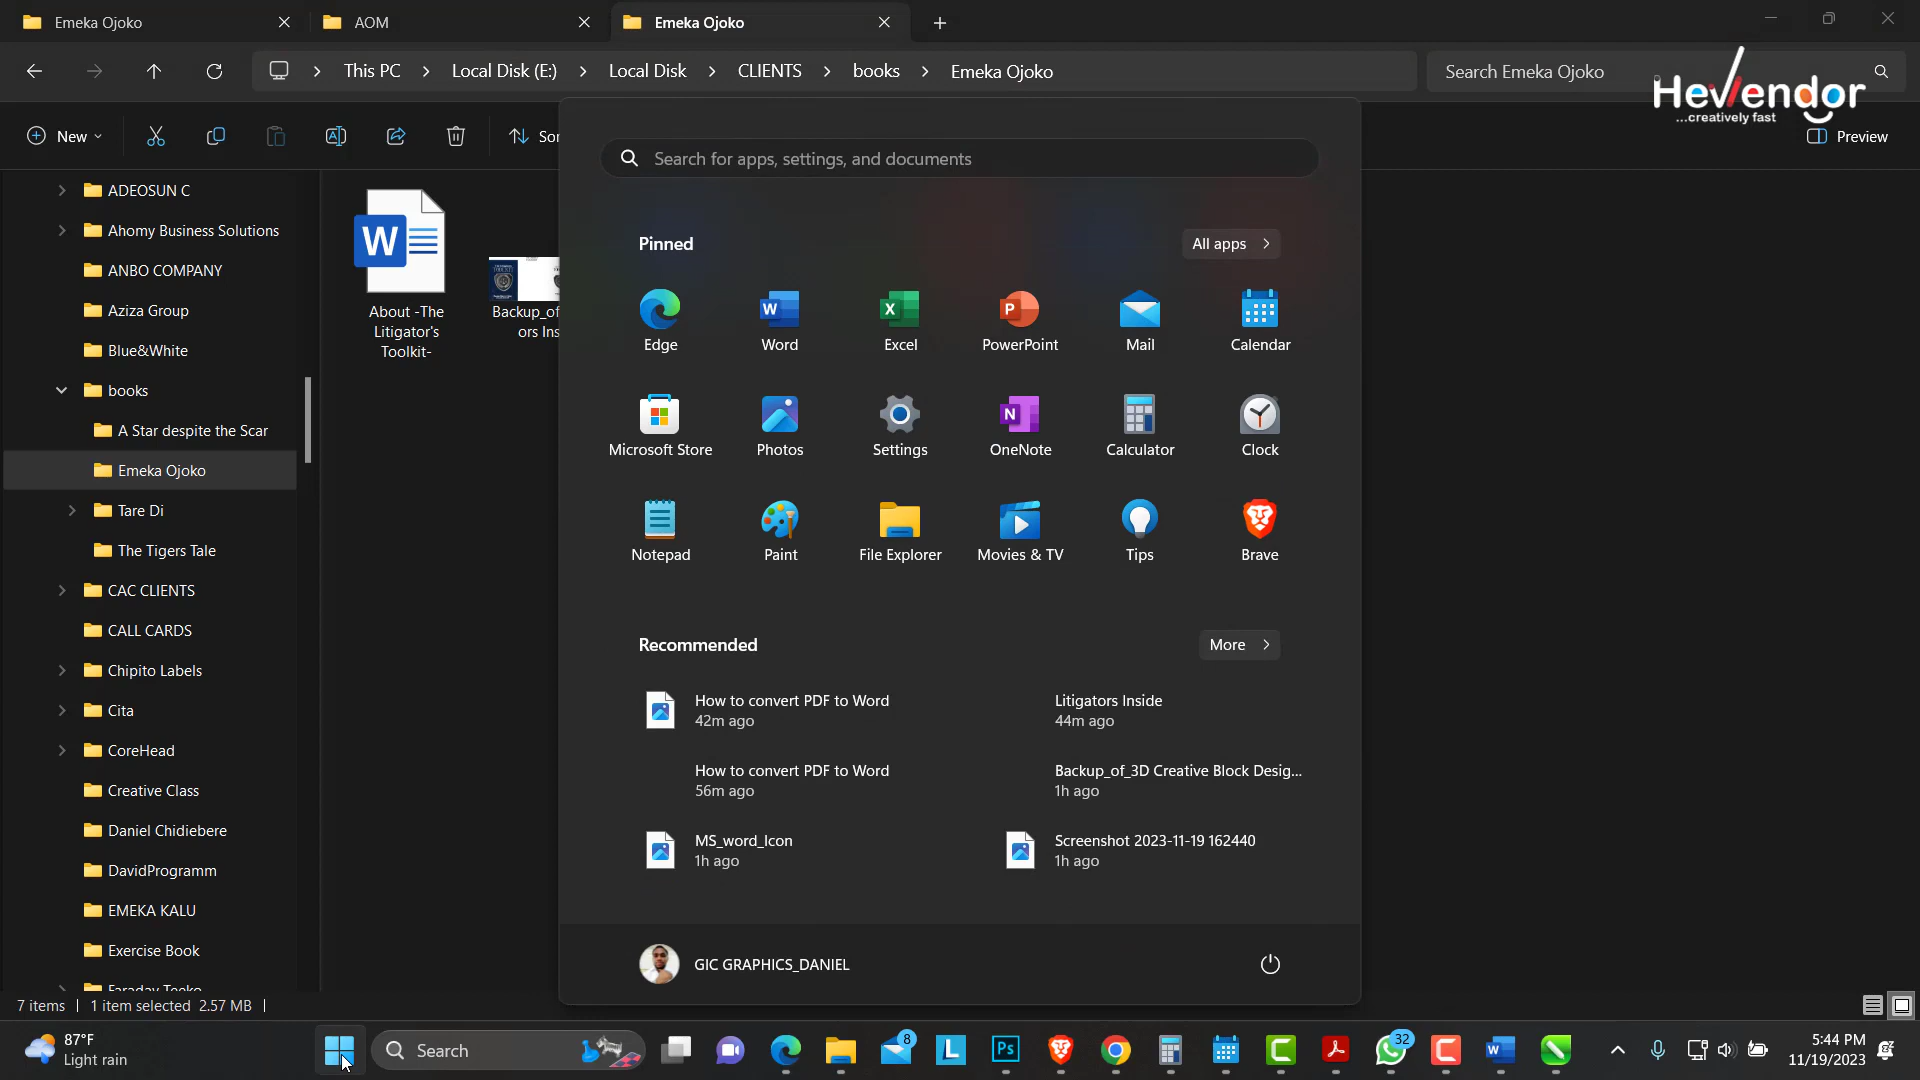 Emeka Ojoko
AOM
Emeka Ojoko
This PC
Local Disk (E:)
Local Disk
CLIENTS
books
Emeka Ojoko
Search Emeka Ojoko
Hevendor
...creatively fast
New
Sor
Preview
ADEOSUN C
Ahomy Business Solutions
ANBO COMPANY
Aziza Group
Blue&White
books
A Star despite the Scar
Emeka Ojoko
Tare Di
The Tigers Tale
CAC CLIENTS
CALL CARDS
Chipito Labels
Cita
CoreHead
Creative Class
Daniel Chidiebere
DavidProgramm
EMEKA KALU
Exercise Book
Faraday Teeko
W
About -The
Litigator's
Toolkit-
Backup_of
ors Ins
Search for apps, settings, and documents
Pinned
All apps
Edge
Word
Excel
PowerPoint
Mail
Calendar
Microsoft Store
Photos
Settings
OneNote
Calculator
Clock
Notepad
Paint
File Explorer
Movies & TV
Tips
Brave
Recommended
More
How to convert PDF to Word
42m ago
Litigators Inside
44m ago
How to convert PDF to Word
56m ago
Backup_of_3D Creative Block Desig...
1h ago
MS_word_Icon
1h ago
Screenshot 2023-11-19 162440
1h ago
GIC GRAPHICS_DANIEL
7 items
1 item selected 2.57 MB
87°F
Light rain
Search
8
L
Ps
32
W
5:44 PM
11/19/2023